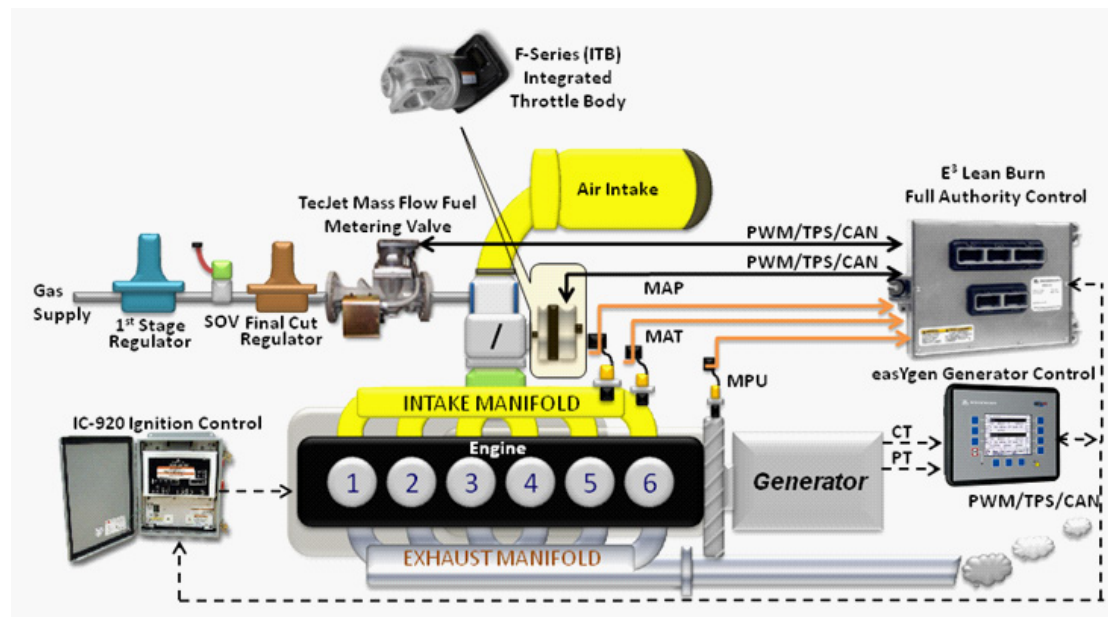 F-Series (ITB)
Integrated
Throttle Body
Air Intake
E³ Lean Burn
Full Authority Control
TecJet Mass Flow Fuel
Metering Valve
PWM/TPS/CAN
PWM/TPS/CAN
Gas
Supply
1st Stage
Regulator
SOV
Final Cut
Regulator
/
MAP
MAT
MPU
easYgen Generator Control
INTAKE MANIFOLD
IC-920 Ignition Control
Engine
1 2 3 4 5 6
Generator
CT
PT
PWM/TPS/CAN
EXHAUST MANIFOLD